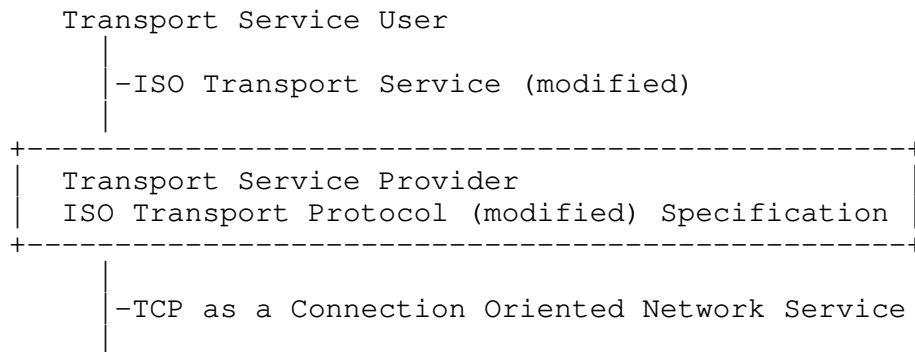 Transport Service User
|
|-ISO Transport Service (modified)
|
+--------------------------------------------------+
| Transport Service Provider |
| ISO Transport Protocol (modified) Specification |
+--------------------------------------------------+
|
|-TCP as a Connection Oriented Network Service
|